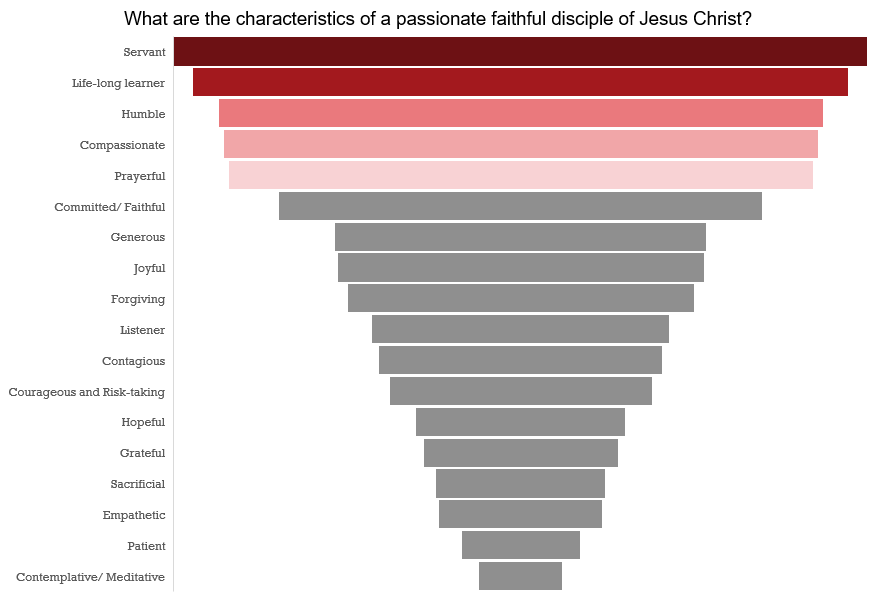 What are the characteristics of a passionate faithful disciple of Jesus Christ?
Servant
Life-long learner
Humble
Compassionate
Prayerful
Committed/ Faithful
Generous
Joyful
Forgiving
Listener
Contagious
Courageous and Risk-taking
Hopeful
Grateful
Sacrificial
Empathetic
Patient
Contemplative/ Meditative